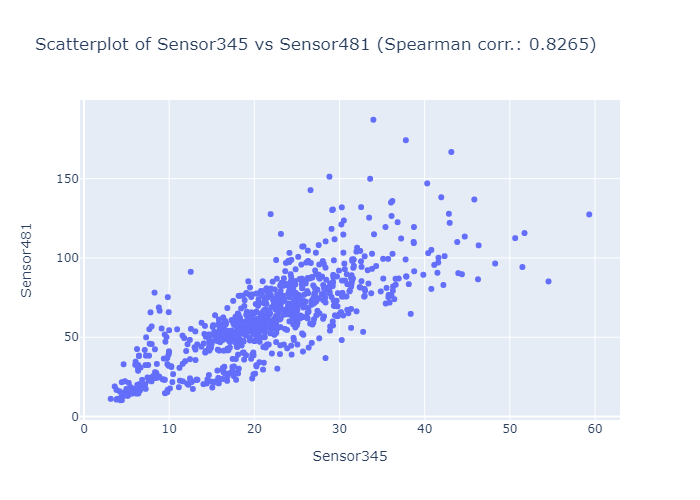 Scatterplot of Sensor345 vs Sensor481 (Spearman corr.: 0.8265)
Sensor481
150
100
50
0
0 10 20 30 40 50 60
Sensor345